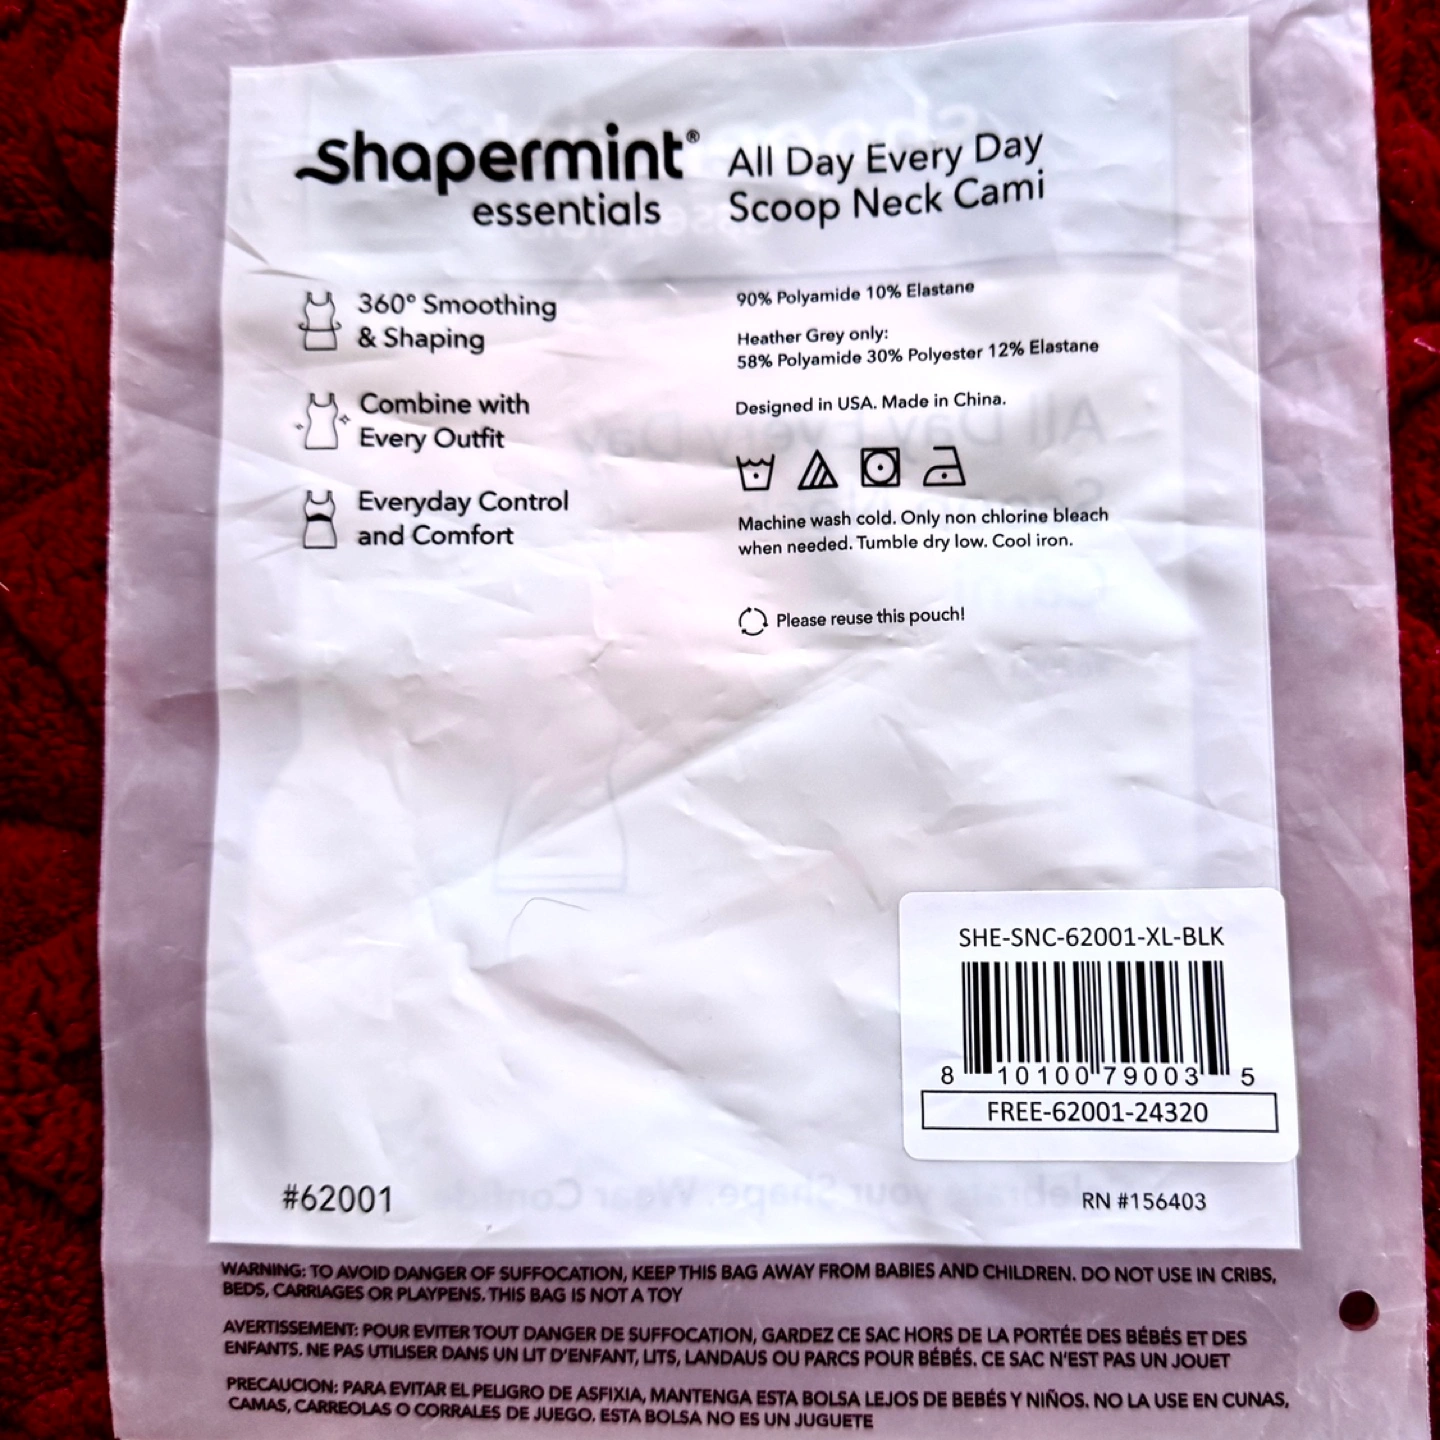 shapermint®
essentials
All Day Every Day
Scoop Neck Cami
360° Smoothing
& Shaping
Combine with
Every Outfit
Everyday Control
and Comfort
90% Polyamide 10% Elastane
Heather Grey only:
58% Polyamide 30% Polyester 12% Elastane
Designed in USA. Made in China.
Machine wash cold. Only non chlorine bleach
when needed. Tumble dry low. Cool iron.
Please reuse this pouch!
SHE-SNC-62001-XL-BLK
8 10100 79003 5
FREE-62001-24320
#62001
RN #156403
WARNING: TO AVOID DANGER OF SUFFOCATION, KEEP THIS BAG AWAY FROM BABIES AND CHILDREN. DO NOT USE IN CRIBS,
BEDS, CARRIAGES OR PLAYPENS. THIS BAG IS NOT A TOY
AVERTISSEMENT: POUR EVITER TOUT DANGER DE SUFFOCATION, GARDEZ CE SAC HORS DE LA PORTÉE DES BÉBÉS ET DES
ENFANTS. NE PAS UTILISER DANS UN LIT D'ENFANT, LITS, LANDAUS OU PARCS POUR BÉBÉS. CE SAC N'EST PAS UN JOUET
PRECAUCION: PARA EVITAR EL PELIGRO DE ASFIXIA, MANTENGA ESTA BOLSA LEJOS DE BEBÉS Y NIÑOS. NO LA USE EN CUNAS,
CAMAS, CARREOLAS O CORRALES DE JUEGO. ESTA BOLSA NO ES UN JUGUETE